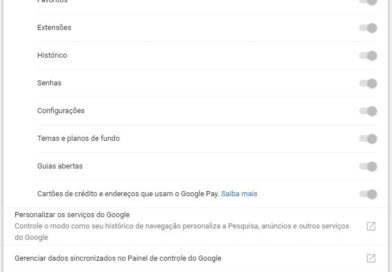 Favoritos
Extensões
Histórico
Senhas
Configurações
Temas e planos de fundo
Guias abertas
Cartões de crédito e endereços que usam o Google Pay. Saiba mais
Personalizar os serviços do Google
Controle o modo como seu histórico de navegação personaliza a Pesquisa, anúncios e outros serviços
do Google
Gerenciar dados sincronizados no Painel de controle do Google